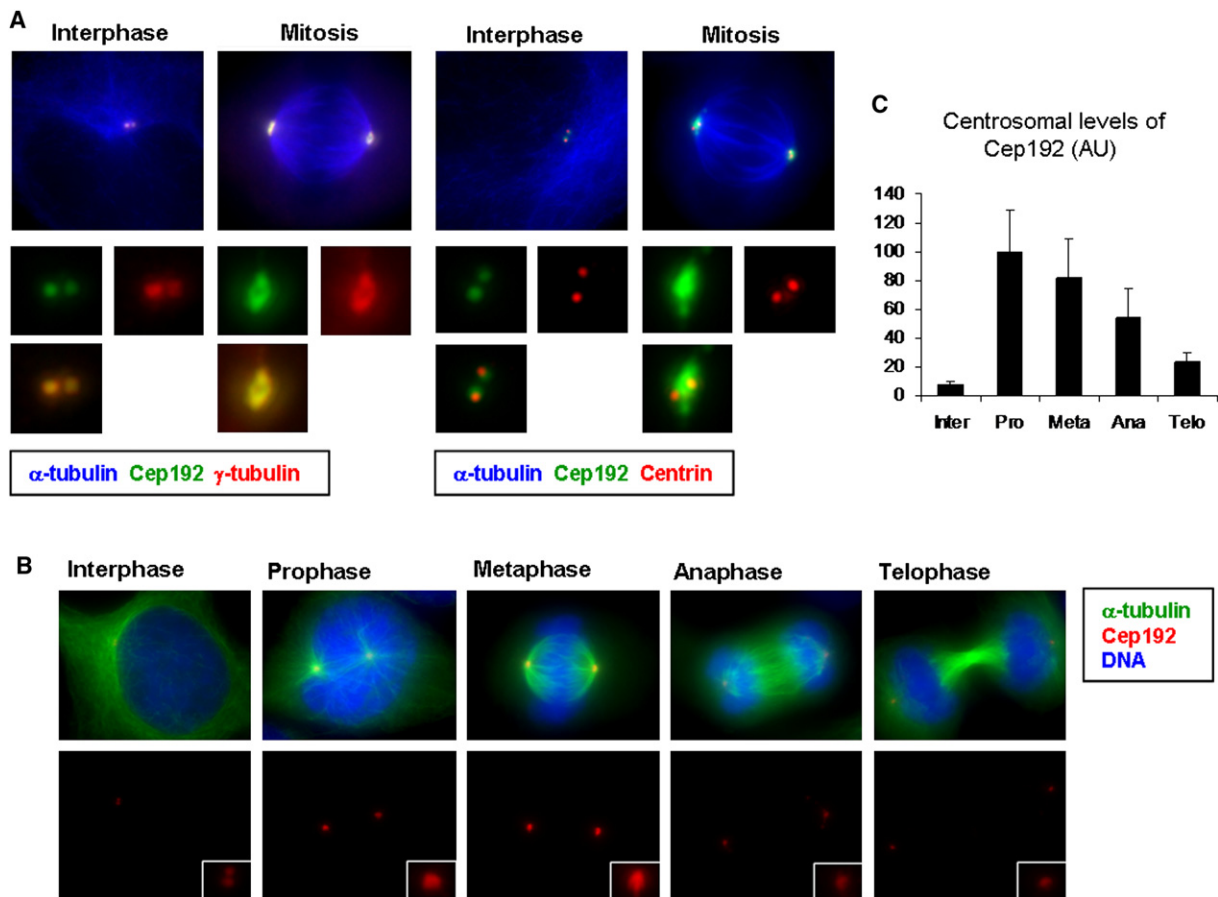 A
Interphase Mitosis Interphase Mitosis
α-tubulin Cep192 γ-tubulin
α-tubulin Cep192 Centrin
C
Centrosomal levels of
Cep192 (AU)
140
120
100
80
60
40
20
0
Inter Pro Meta Ana Telo
B
Interphase Prophase Metaphase Anaphase Telophase
α-tubulin
Cep192
DNA